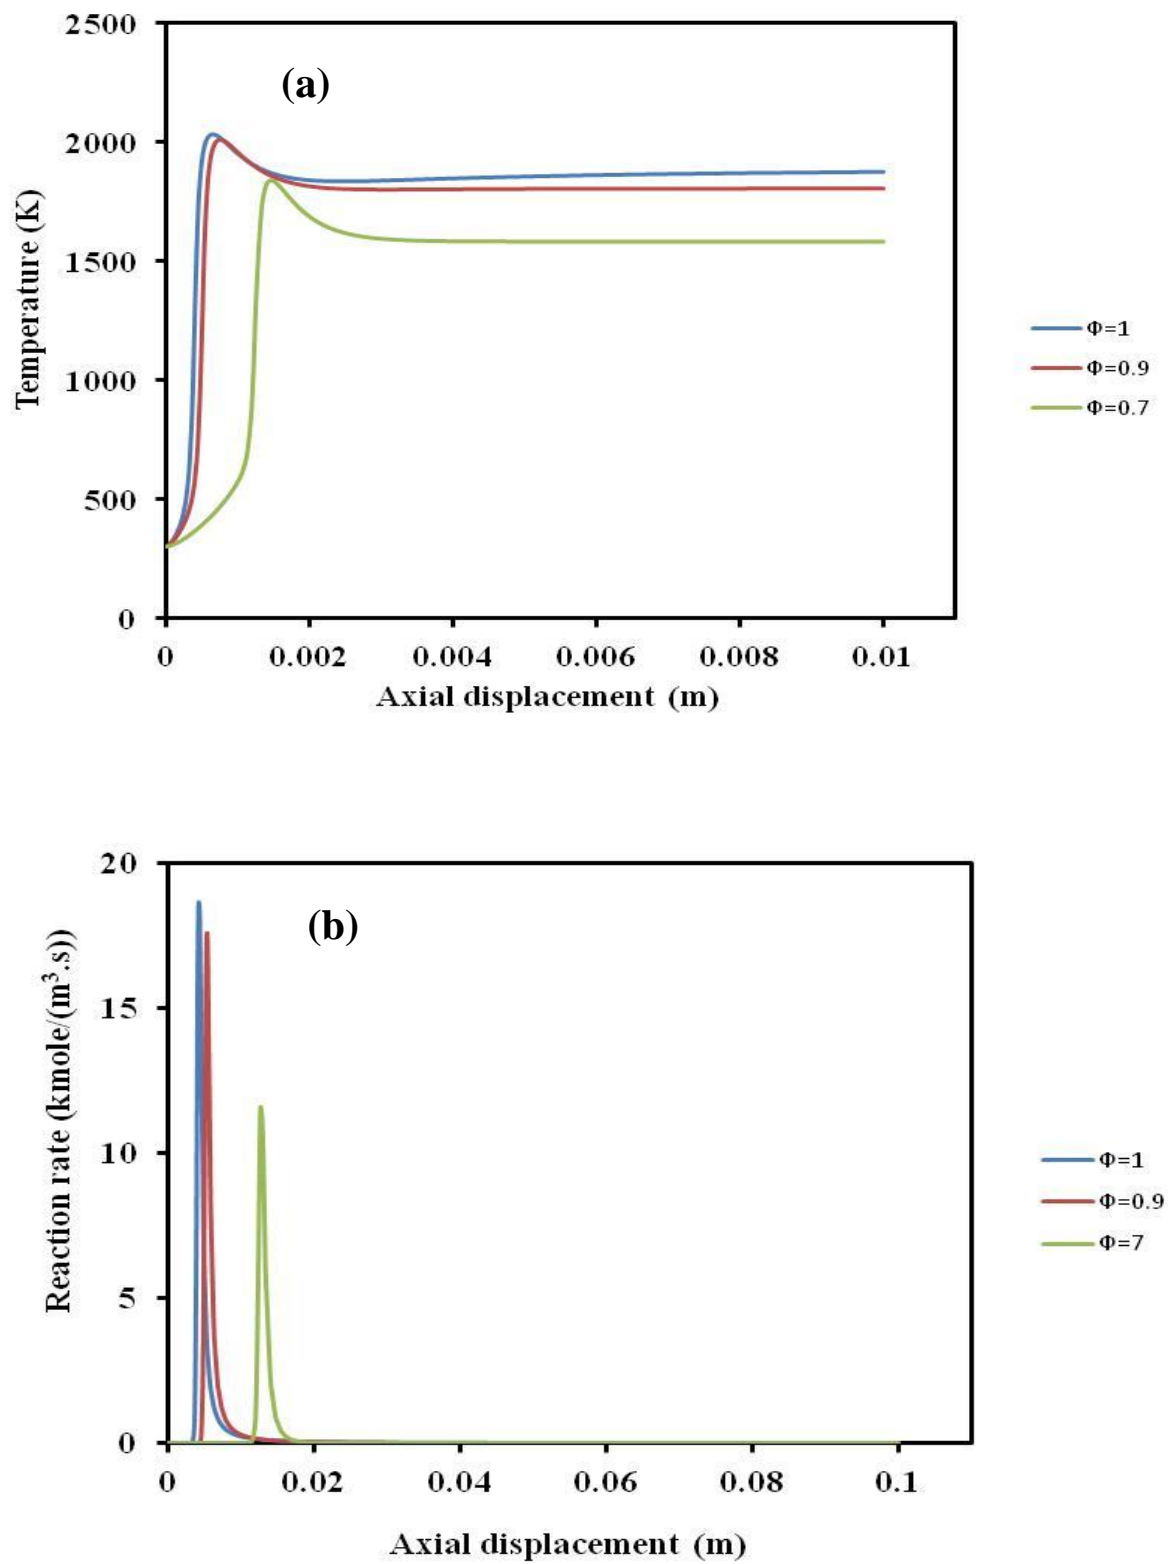 2500
(a)
2000
1500
1000
500
0
Temperature (K)
0 0.002 0.004 0.006 0.008 0.01
Axial displacement (m)
Φ=1
Φ=0.9
Φ=0.7
20
(b)
15
10
5
0
Reaction rate (kmole/(m³.s))
0 0.02 0.04 0.06 0.08 0.1
Axial displacement (m)
Φ=1
Φ=0.9
Φ=7